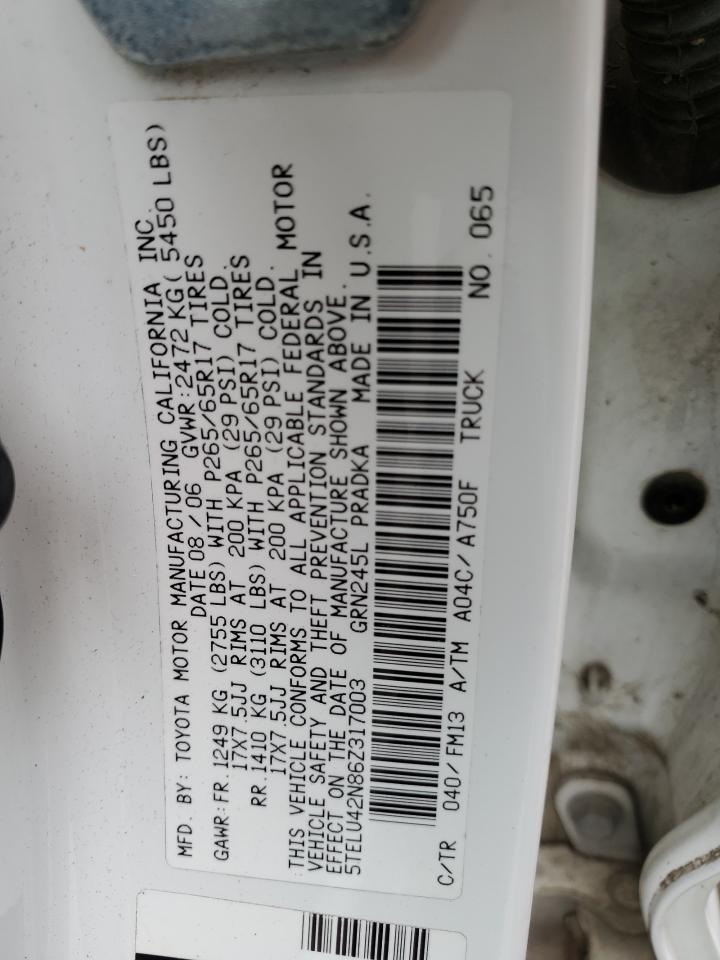 MFD. BY: TOYOTA MOTOR MANUFACTURING CALIFORNIA INC.
DATE 08/06 GVWR:2472 KG( 5450 LBS)
GAWR:FR.1249 KG (2755 LBS) WITH P265/65R17 TIRES
17X7.5JJ RIMS AT 200 KPA (29 PSI) COLD.
RR.1410 KG (3110 LBS) WITH P265/65R17 TIRES
17X7.5JJ RIMS AT 200 KPA (29 PSI) COLD.
THIS VEHICLE CONFORMS TO ALL APPLICABLE FEDERAL MOTOR
VEHICLE SAFETY AND THEFT PREVENTION STANDARDS IN
EFFECT ON THE DATE OF MANUFACTURE SHOWN ABOVE.
5TELU42N86Z317003 GRN245L PRADKA MADE IN U.S.A.
C/TR 040/FM13 A/TM A04C/A750F TRUCK NO. 065